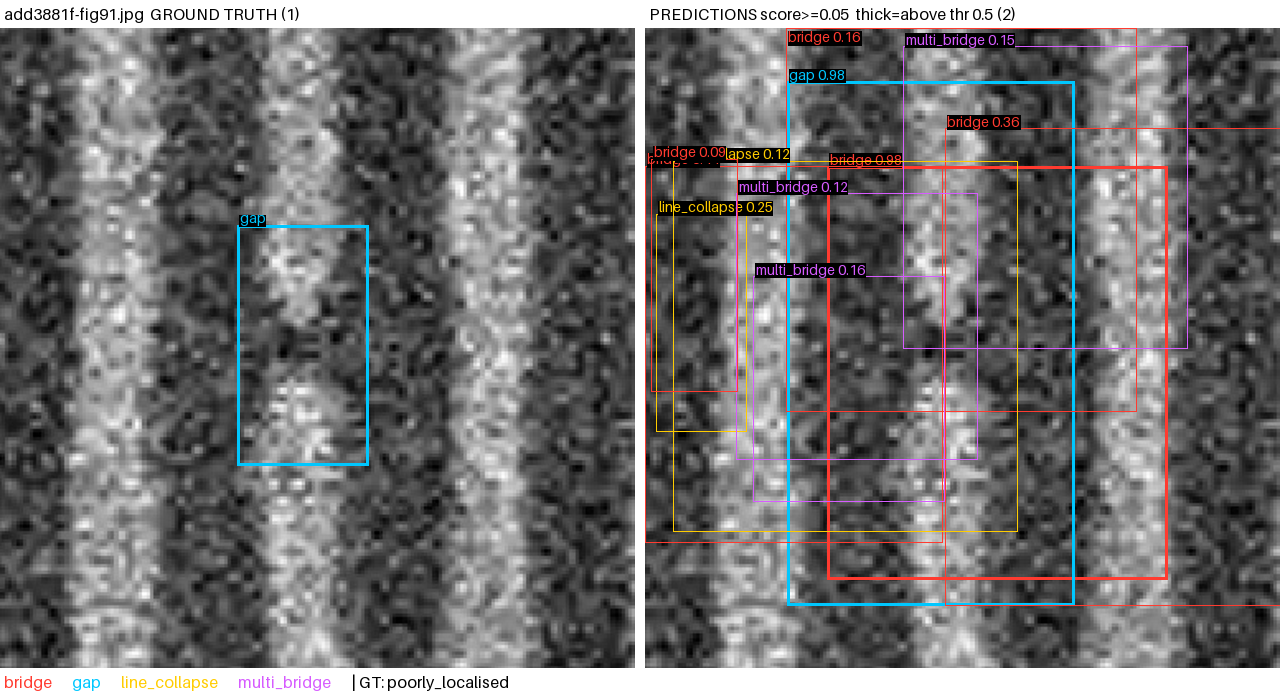 add3881f-fig91.jpg  GROUND TRUTH (1)
PREDICTIONS score>=0.05  thick=above thr 0.5 (2)
bridge 0.16
multi_bridge 0.15
gap 0.98
bridge 0.36
bridge 0.09
lapse 0.12
bridge 0.98
multi_bridge 0.12
line_collapse 0.25
gap
multi_bridge 0.16
bridge  gap  line_collapse  multi_bridge  | GT: poorly_localised